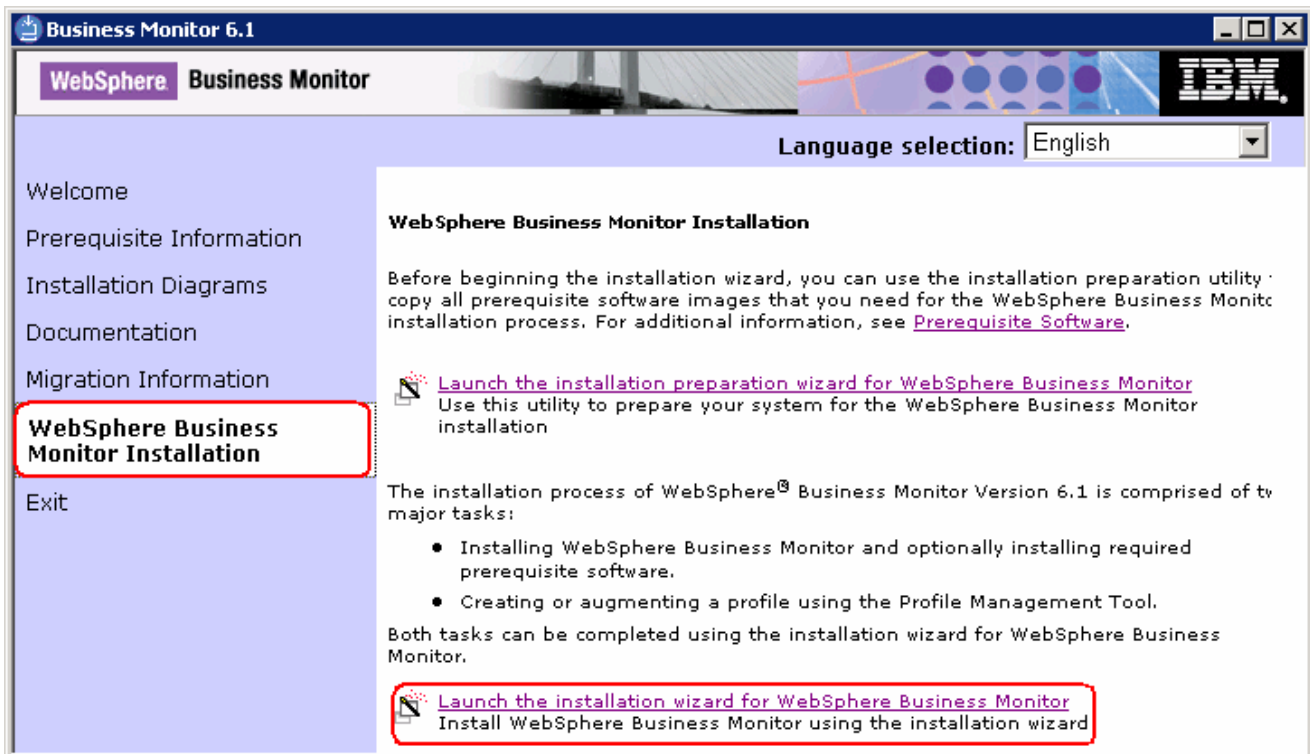 Business Monitor 6.1
WebSphere Business Monitor
IBM.
Language selection: English
Welcome
Prerequisite Information
Installation Diagrams
Documentation
Migration Information
WebSphere Business
Monitor Installation
Exit
WebSphere Business Monitor Installation
Before beginning the installation wizard, you can use the installation preparation utility
copy all prerequisite software images that you need for the WebSphere Business Monitc
installation process. For additional information, see Prerequisite Software.
Launch the installation preparation wizard for WebSphere Business Monitor
Use this utility to prepare your system for the WebSphere Business Monitor
installation
The installation process of WebSphere® Business Monitor Version 6.1 is comprised of
major tasks:
• Installing WebSphere Business Monitor and optionally installing required
prerequisite software.
• Creating or augmenting a profile using the Profile Management Tool.
Both tasks can be completed using the installation wizard for WebSphere Business
Monitor.
Launch the installation wizard for WebSphere Business Monitor
Install WebSphere Business Monitor using the installation wizard